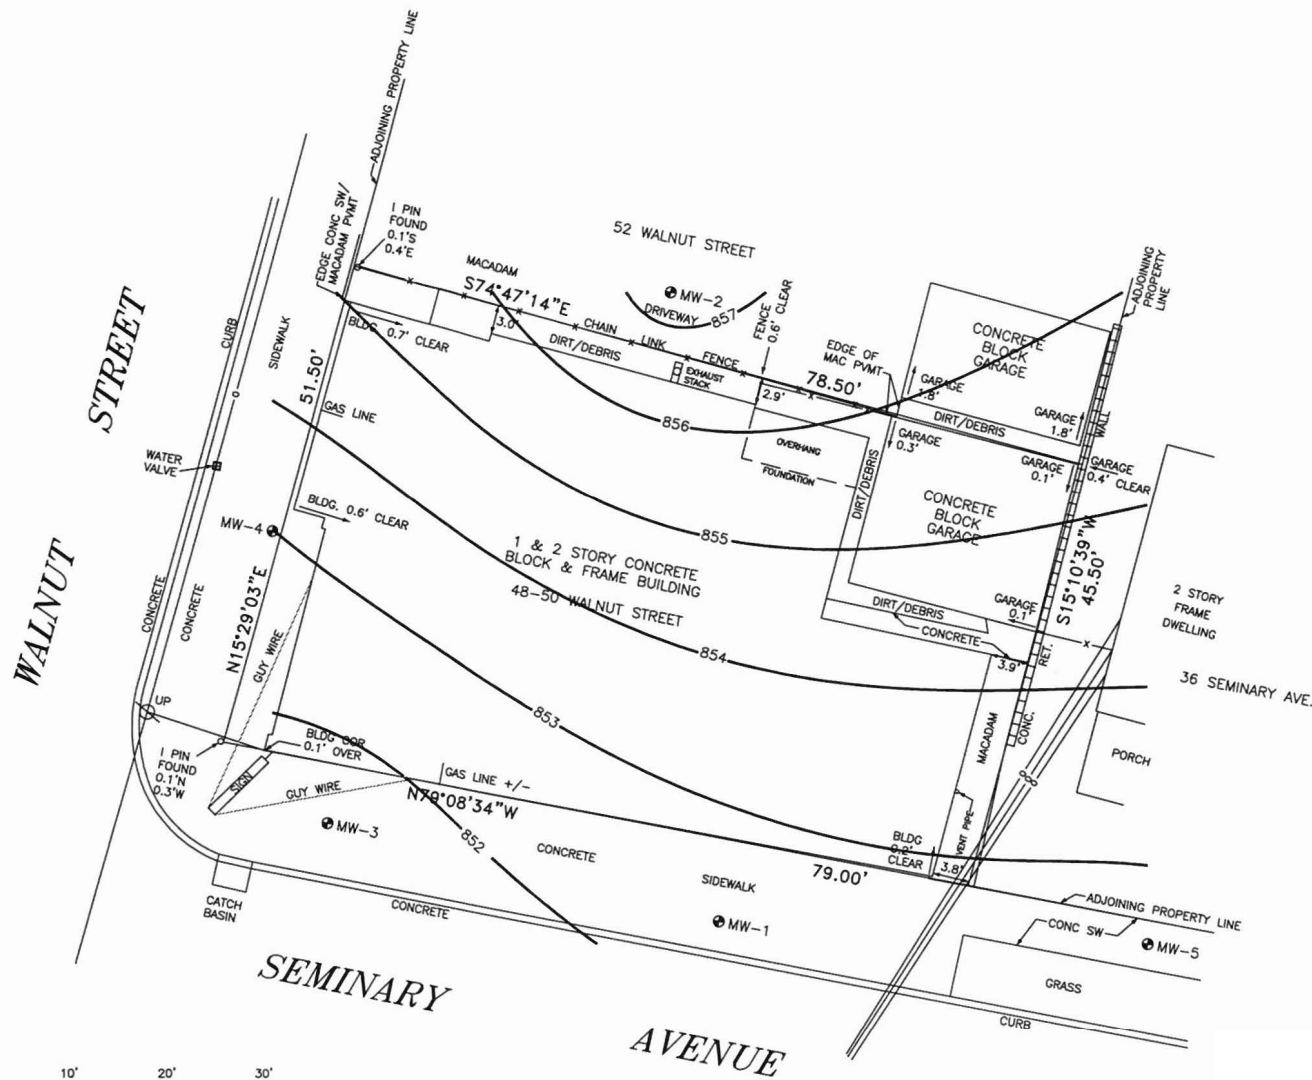 ADJOINING PROPERTY LINE
I PIN
FOUND
0.1'S
0.4'E
EDGE CONC SW/
MACADAM PVMT
52 WALNUT STREET
MACADAM
S74°47'14"E
MW-2
DRIVEWAY
857
FENCE
0.6' CLEAR
ADJOINING
PROPERTY
LINE
CONCRETE
BLOCK
GARAGE
CURB
SIDEWALK
BLDG. 0.7' CLEAR
3.0'
CHAIN
LINK
FENCE
DIRT/DEBRIS
EXHAUST
STACK
78.50'
EDGE OF
MAC PVMT
GARAGE
1.8'
2.9'
DIRT/DEBRIS
GARAGE
1.8'
WALL
STREET
51.50'
GAS LINE
856
OVERHANG
FOUNDATION
GARAGE
0.3'
GARAGE
0.1'
GARAGE
0.4' CLEAR
WATER
VALVE
DIRT/DEBRIS
CONCRETE
BLOCK
GARAGE
MW-4
BLDG. 0.6' CLEAR
855
1 & 2 STORY CONCRETE
BLOCK & FRAME BUILDING
48-50 WALNUT STREET
S15°10'39"W
45.50'
2 STORY
FRAME
DWELLING
WALNUT
CONCRETE
CONCRETE
N15°29'03"E
GUY WIRE
DIRT/DEBRIS
CONCRETE
GARAGE
0.1'
3.9'
RET.
854
36 SEMINARY AVE.
UP
853
MACADAM
CONC.
PORCH
I PIN
FOUND
0.1'N
0.3'W
BLDG COR
0.1' OVER
SIGN
GUY WIRE
GAS LINE +/-
N79°08'34"W
MW-3
852
CONCRETE
BLDG
0.2'
CLEAR
VENT PIPE
3.8'
79.00'
SIDEWALK
CATCH
BASIN
CONCRETE
MW-1
ADJOINING PROPERTY LINE
CONC SW
MW-5
GRASS
CURB
SEMINARY
AVENUE
10' 20' 30'